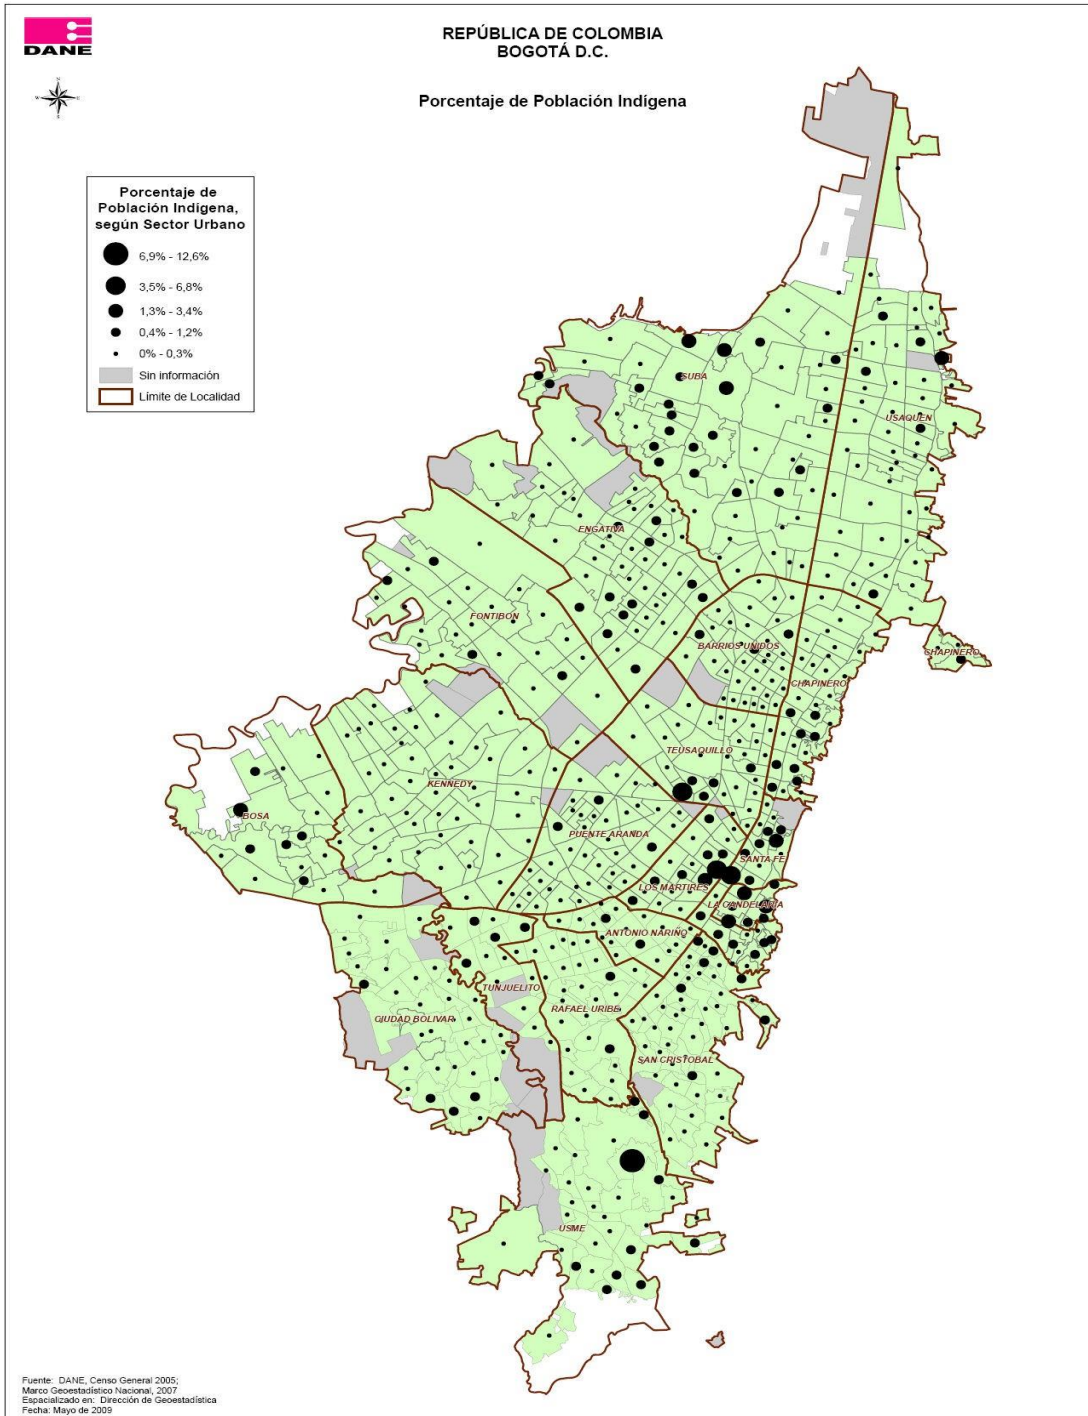 DANE
REPÚBLICA DE COLOMBIA
BOGOTÁ D.C.
N
W E
S
Porcentaje de Población Indígena
Porcentaje de
Población Indígena,
según Sector Urbano
6,9% - 12,6%
3,5% - 6,8%
1,3% - 3,4%
0,4% - 1,2%
0% - 0,3%
Sin información
Límite de Localidad
SUBA
USAQUEN
ENGATIVA
FONTIBON
BARRIOS UNIDOS
CHAPINERO
CHAPINERO
TEUSAQUILLO
KENNEDY
BOSA
PUENTE ARANDA
SANTA FE
LOS MARTIRES
LA CANDELARIA
ANTONIO NARIÑO
TUNJUELITO
RAFAEL URIBE
CIUDAD BOLIVAR
SAN CRISTOBAL
USME
Fuente: DANE, Censo General 2005;
Marco Geoestadístico Nacional, 2007
Espacializado en: Dirección de Geoestadística
Fecha: Mayo de 2009